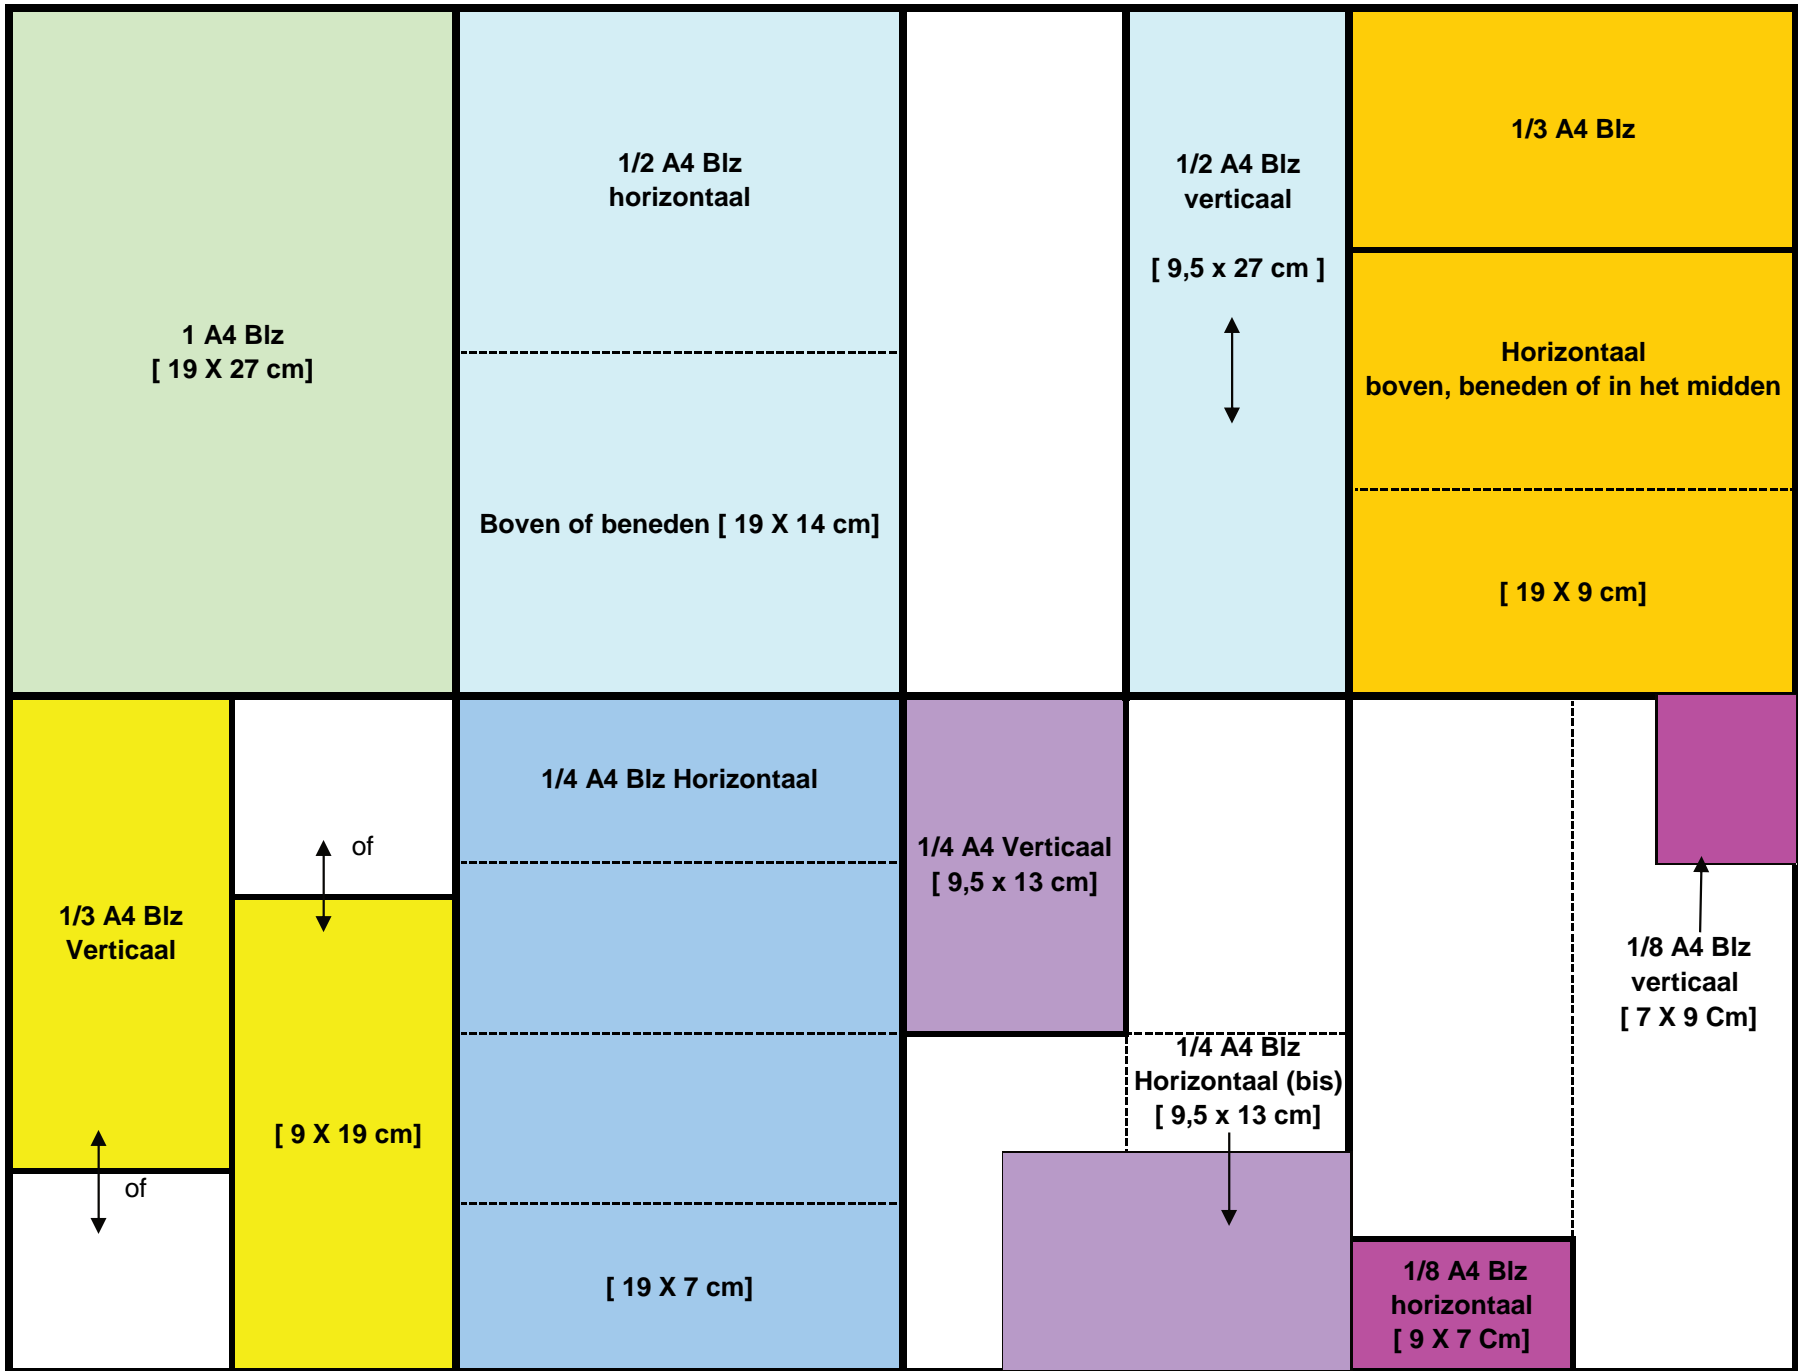 1 A4 Blz
[ 19 X 27 cm]
1/2 A4 Blz
horizontaal
Boven of beneden [ 19 X 14 cm]
1/2 A4 Blz
verticaal
[ 9,5 x 27 cm ]
1/3 A4 Blz
Horizontaal
boven, beneden of in het midden
[ 19 X 9 cm]
1/3 A4 Blz
Verticaal
of
of
[ 9 X 19 cm]
1/4 A4 Blz Horizontaal
[ 19 X 7 cm]
1/4 A4 Verticaal
[ 9,5 x 13 cm]
1/4 A4 Blz
Horizontaal (bis)
[ 9,5 x 13 cm]
1/8 A4 Blz
verticaal
[ 7 X 9 Cm]
1/8 A4 Blz
horizontaal
[ 9 X 7 Cm]